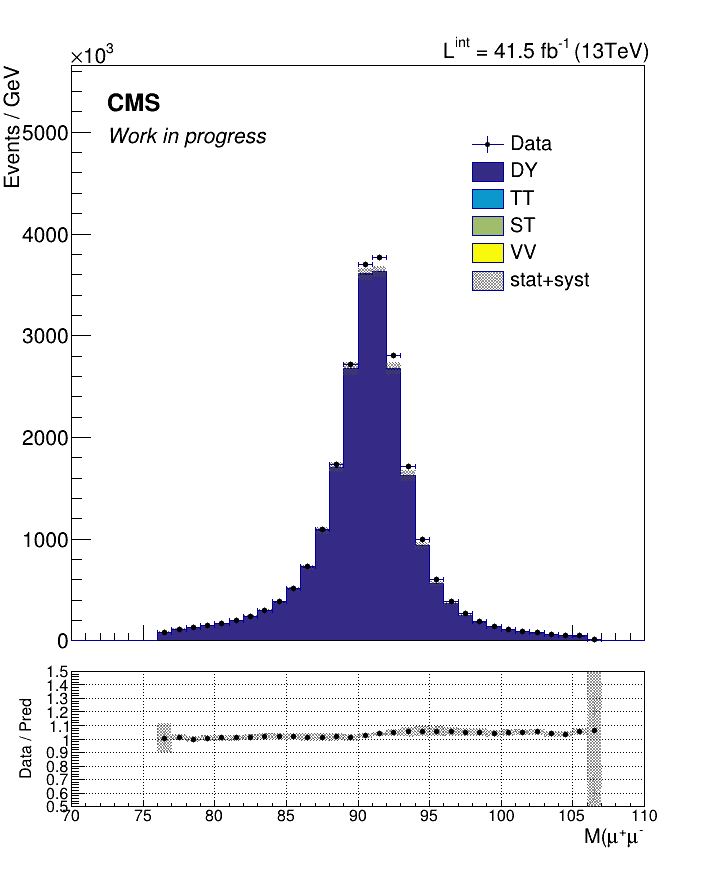 ×10³
L^int = 41.5 fb⁻¹ (13TeV)
Events / GeV
CMS
Work in progress
5000
4000
3000
2000
1000
0
Data
DY
TT
ST
VV
stat+syst
Data / Pred
1.5
1.4
1.3
1.2
1.1
1
0.9
0.8
0.7
0.6
0.5
70 75 80 85 90 95 100 105 110
M(μ⁺μ⁻